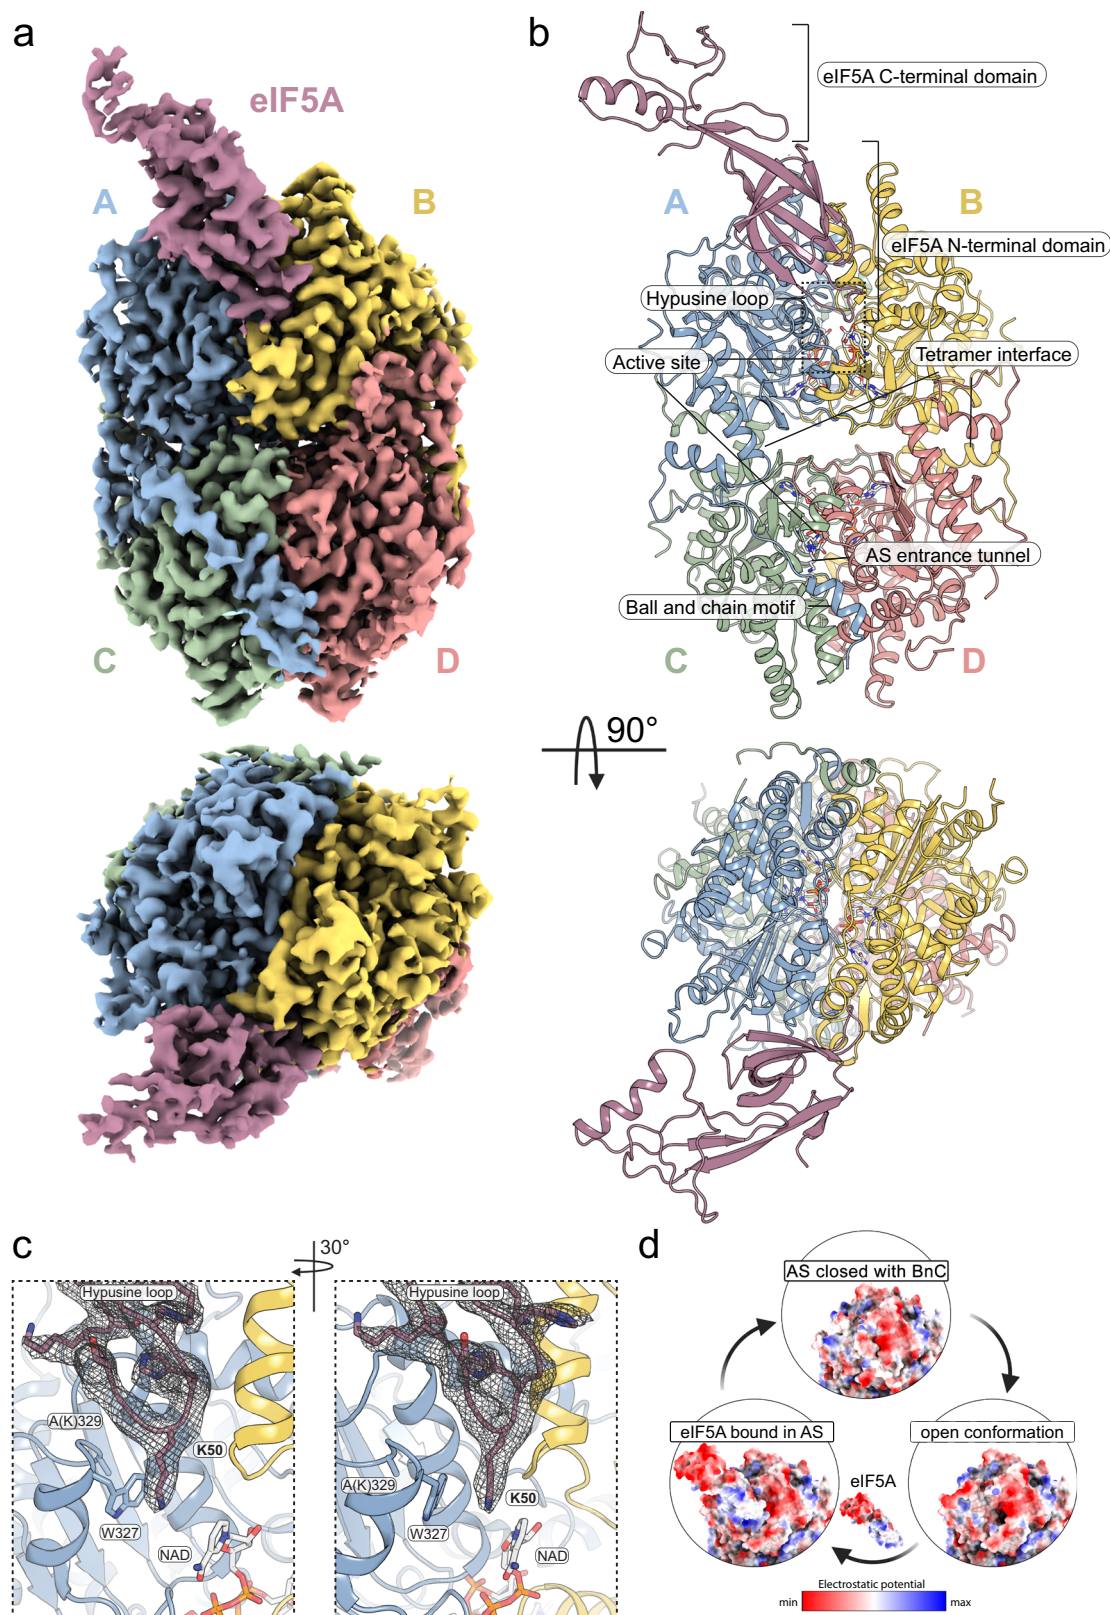 a
eIF5A
A
B
C
D
b
eIF5A C-terminal domain
A
B
eIF5A N-terminal domain
Hypusine loop
Active site
Tetramer interface
AS entrance tunnel
Ball and chain motif
C
D
90°
c
30°
Hypusine loop
A(K)329
K50
W327
NAD
Hypusine loop
A(K)329
K50
W327
NAD
d
AS closed with BnC
eIF5A bound in AS
open conformation
eIF5A
Electrostatic potential
min
max